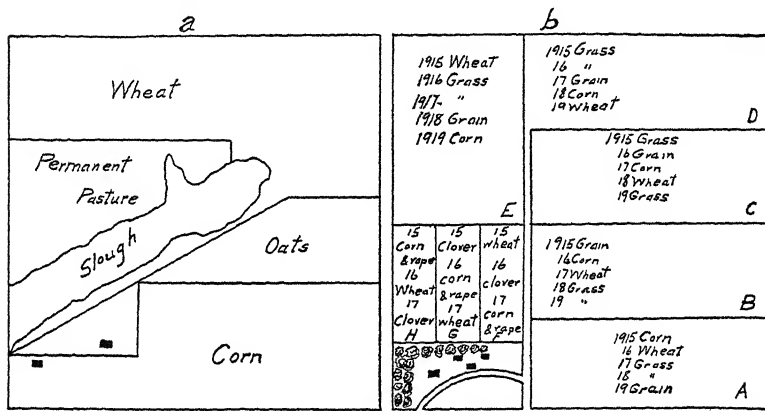 a
Wheat
Permanent
Pasture
Slough
Oats
Corn
b
1915 Wheat
1916 Grass
1917- "
1918 Grain
1919 Corn
E
1915 Grass
16 "
17 Grain
18 Corn
19 Wheat
D
1915 Grass
16 Grain
17 Corn
18 Wheat
19 Grass
C
15
Corn
& rape
16
Wheat
17
Clover
H
15
Clover
16
corn
& rape
17
wheat
G
15
wheat
16
clover
17
corn
& rape
F
1915 Grain
16 Corn
17 Wheat
18 Grass
19 "
B
1915 Corn
16 Wheat
17 Grass
18 "
19 Grain
A